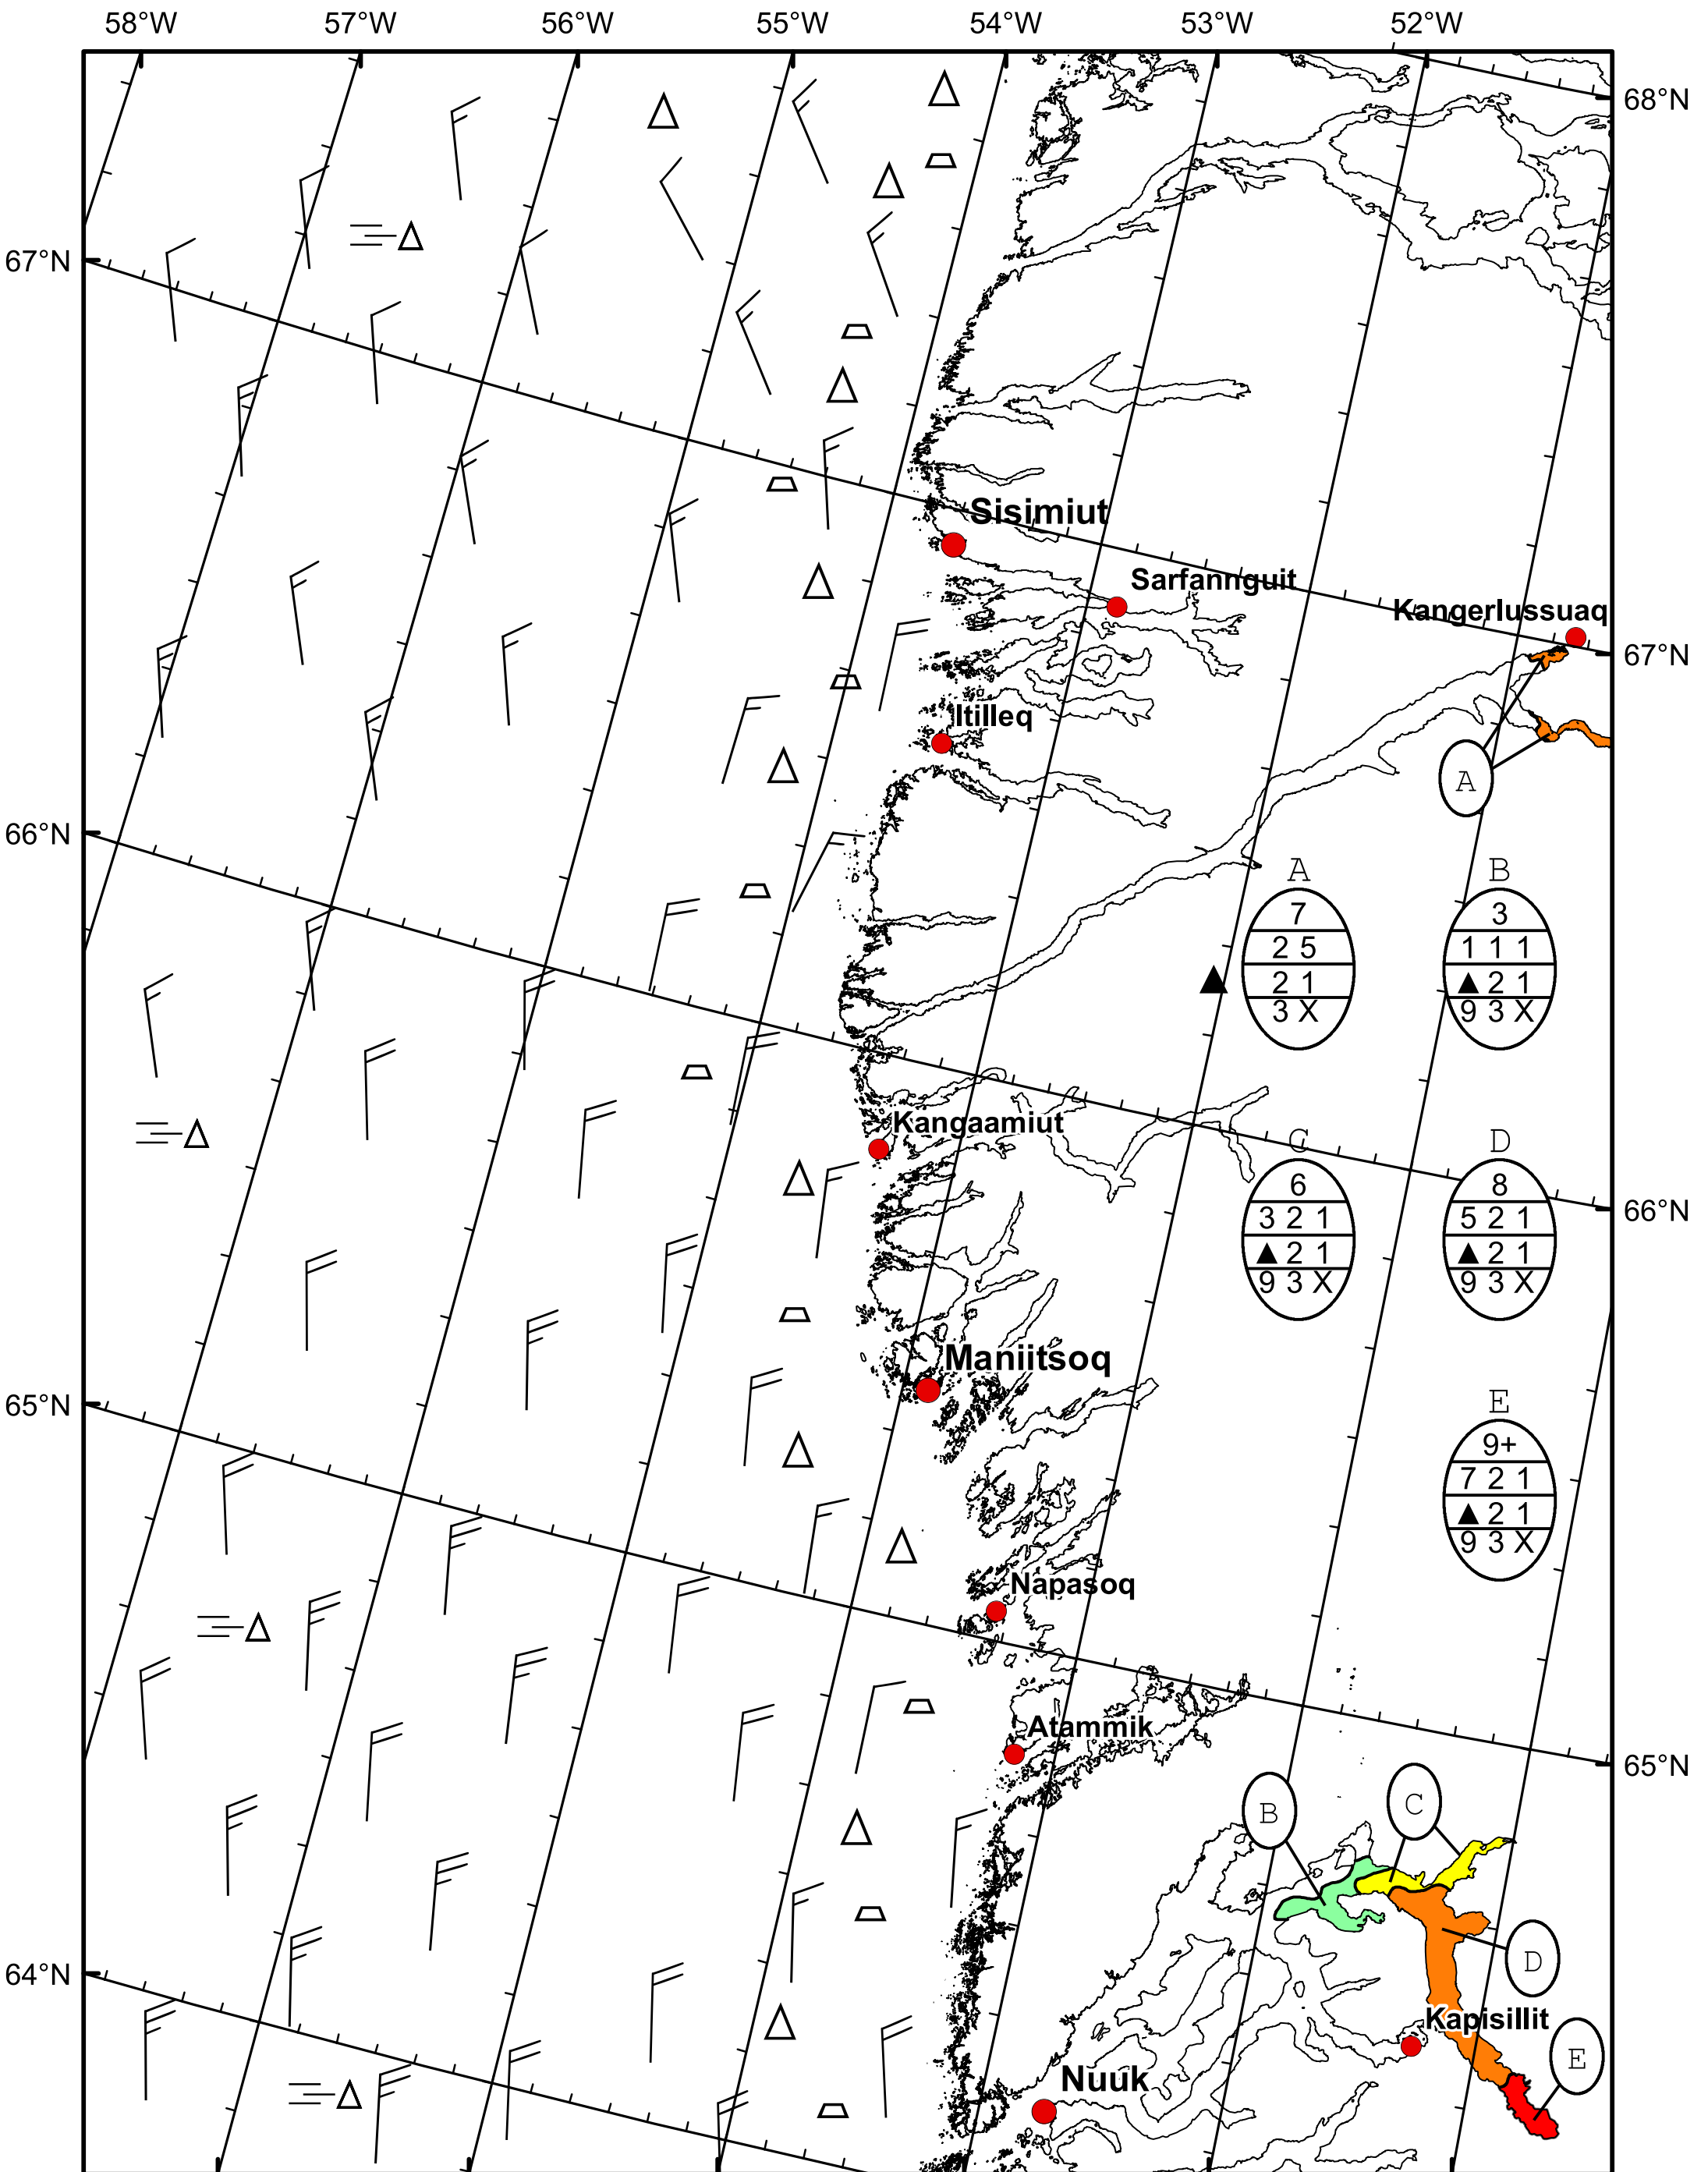 58°W 57°W 56°W 55°W 54°W 53°W 52°W
68°N
67°N
Sisimiut
Sarfannguit
Kangerlussuaq
67°N
Itilleq
A
66°N
A B
7 3
2 5 1 1 1
2 1 ▲ 2 1
3 X 9 3 X
Kangaamiut
C D
6 8
3 2 1 5 2 1
▲ 2 1 ▲ 2 1
9 3 X 9 3 X
66°N
Maniitsoq
65°N
E
9+
7 2 1
▲ 2 1
9 3 X
Napasoq
Atammik
65°N
B C
D
64°N
Kapisillit
E
Nuuk